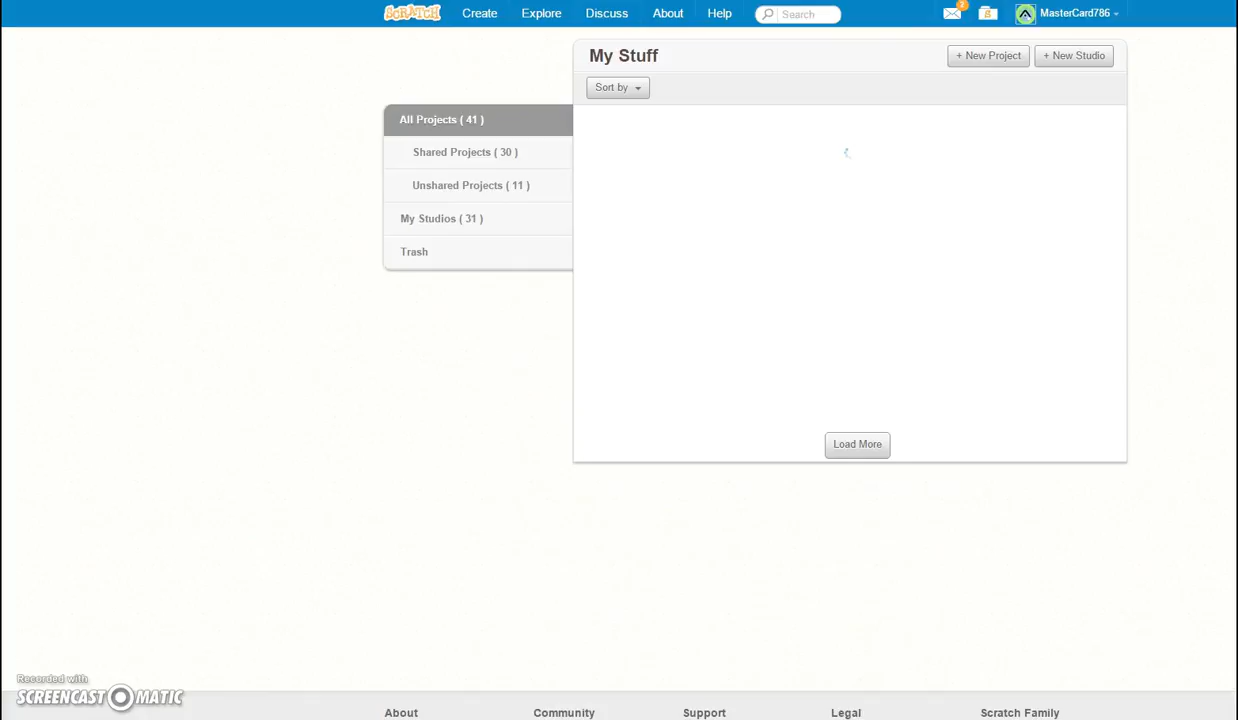 SCRATCH Create Explore Discuss About Help Search 2 S MasterCard786
My Stuff + New Project + New Studio
Sort by
All Projects ( 41 )
Shared Projects ( 30 )
Unshared Projects ( 11 )
My Studios ( 31 )
Trash
Load More
Recorded with
SCREENCAST MATIC
About Community Support Legal Scratch Family